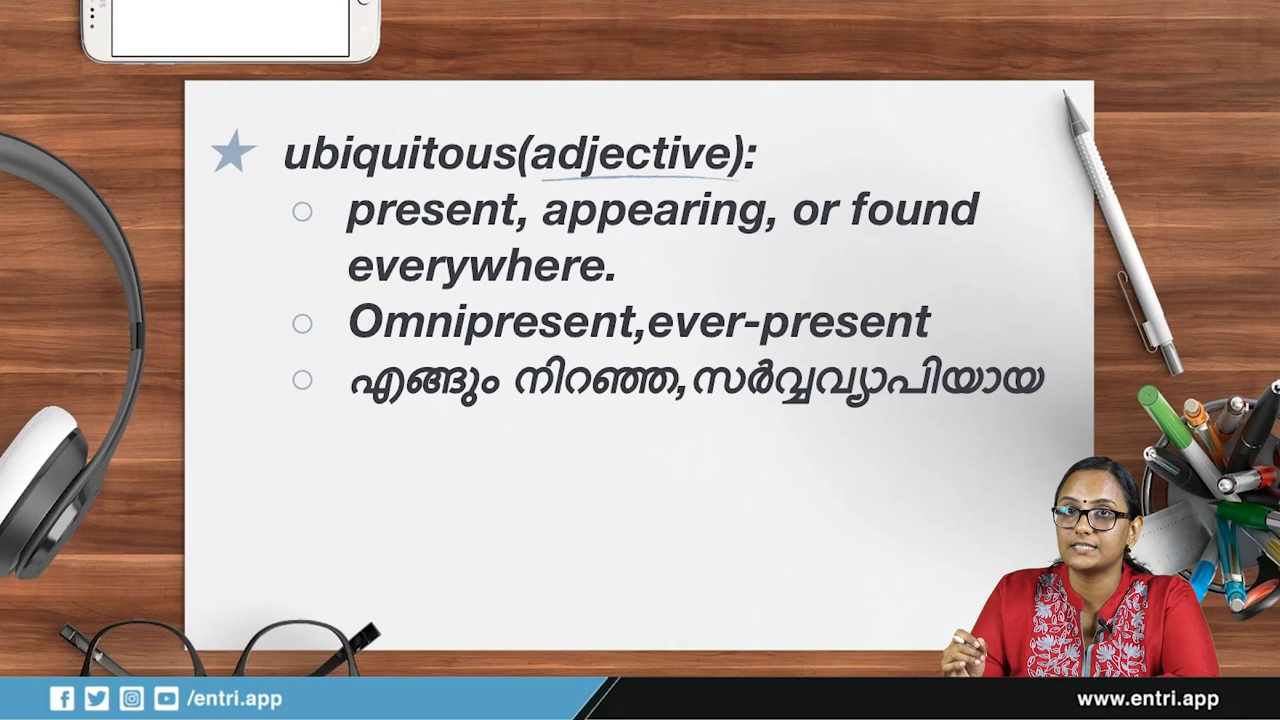 ubiquitous(adjective):
present, appearing, or found
everywhere.
Omnipresent,ever-present
എങ്ങും നിറഞ്ഞ,സർവ്വവ്യാപിയായ
/entri.app
www.entri.app